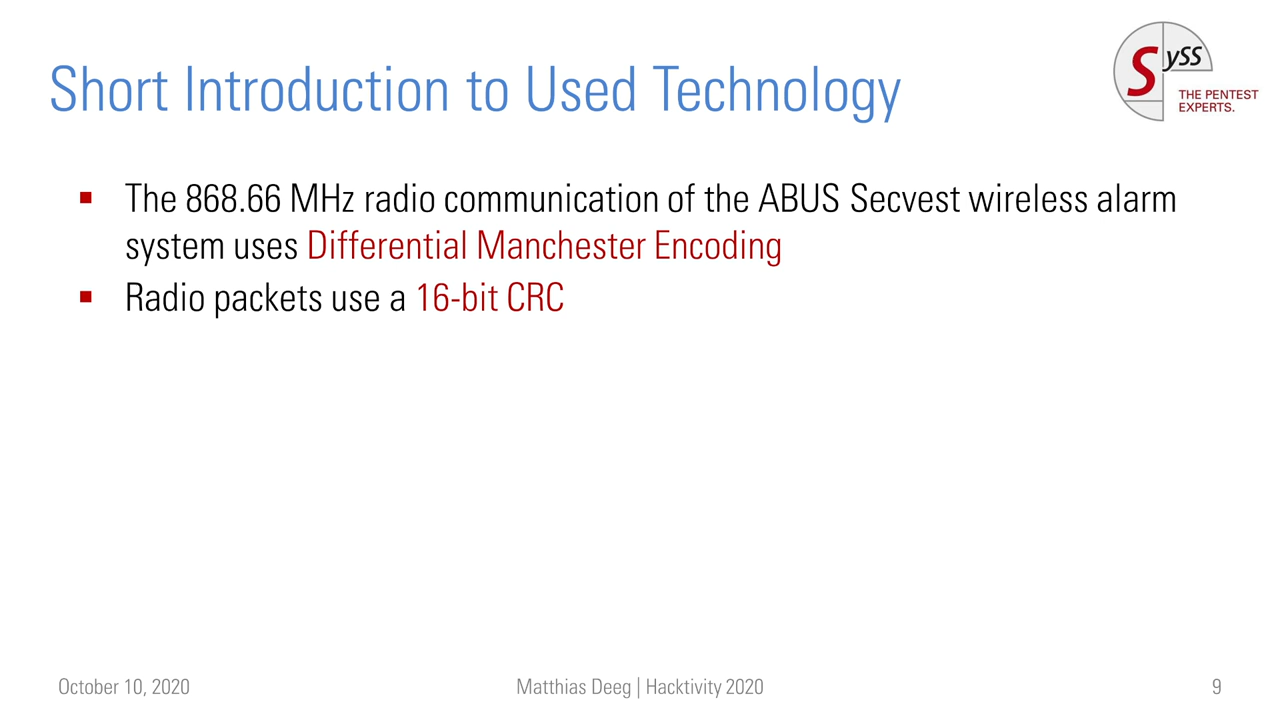 Short Introduction to Used Technology
SySS
THE PENTEST
EXPERTS.
▪ The 868.66 MHz radio communication of the ABUS Secvest wireless alarm
system uses Differential Manchester Encoding
▪ Radio packets use a 16-bit CRC
October 10, 2020
Matthias Deeg | Hacktivity 2020
9